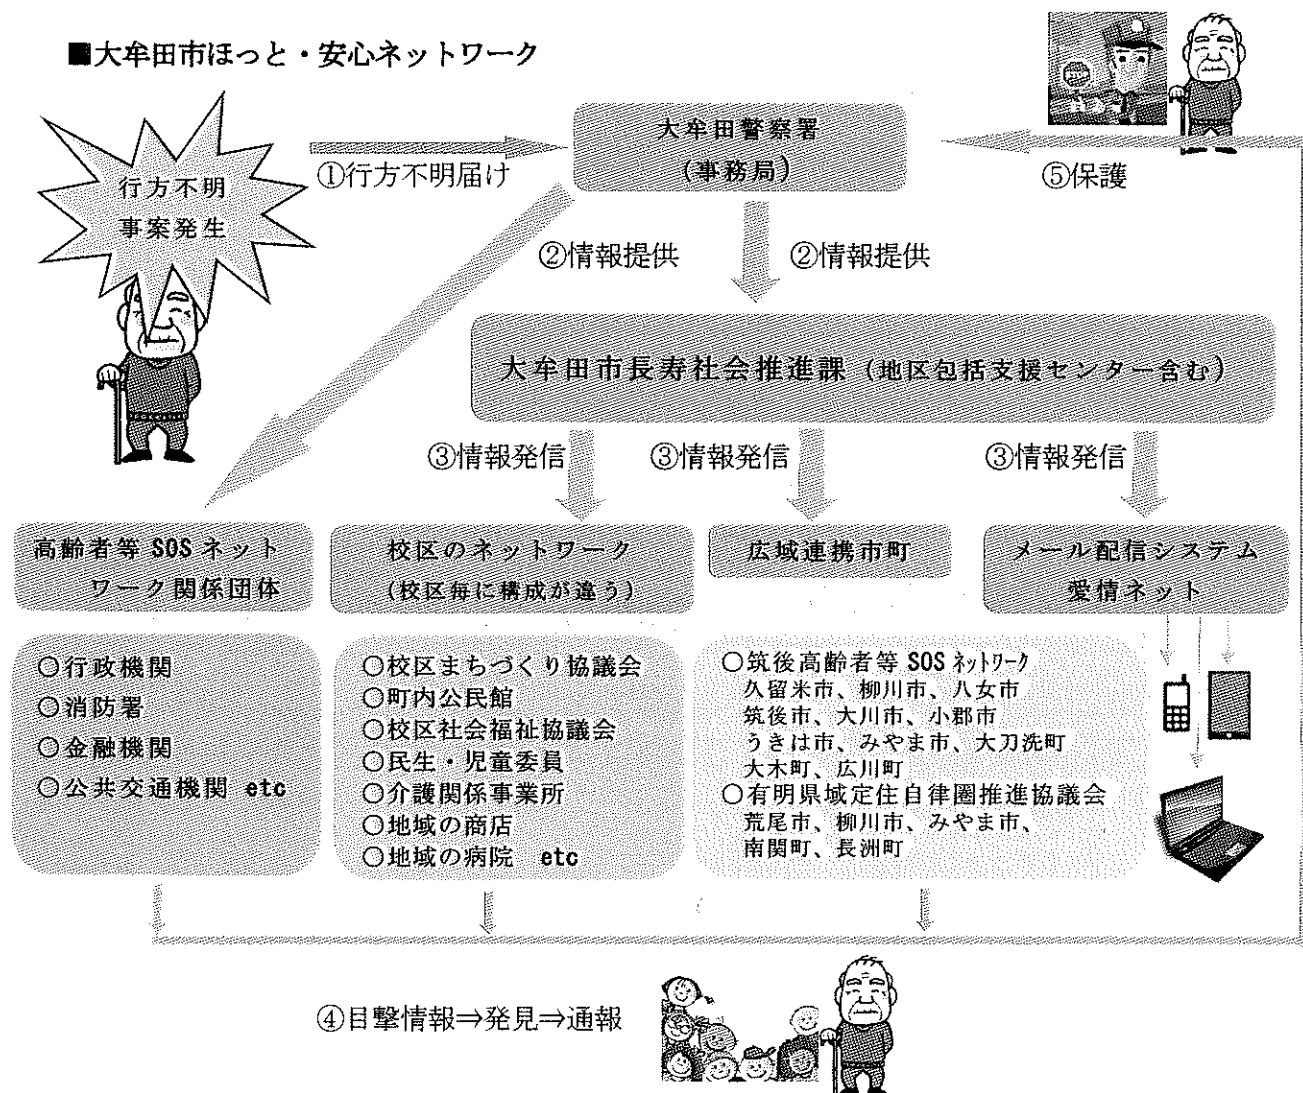 ■大牟田市ほっと・安心ネットワーク
行方不明
事案発生
①行方不明届け
大牟田警察署
(事務局)
⑤保護
②情報提供
②情報提供
大牟田市長寿社会推進課(地区包括支援センター含む)
③情報発信
③情報発信
③情報発信
高齢者等 SOS ネット
ワーク関係団体
校区のネットワーク
(校区毎に構成が違う)
広域連携市町
メール配信システム
愛情ネット
○行政機関
○消防署
○金融機関
○公共交通機関 etc
○校区まちづくり協議会
○町内公民館
○校区社会福祉協議会
○民生・児童委員
○介護関係事業所
○地域の商店
○地域の病院 etc
○筑後高齢者等 SOS ネットワーク
久留米市、柳川市、八女市
筑後市、大川市、小郡市
うきは市、みやま市、大刀洗町
大木町、広川町
○有明県域定住自律圏推進協議会
荒尾市、柳川市、みやま市、
南関町、長洲町
④目撃情報⇒発見⇒通報